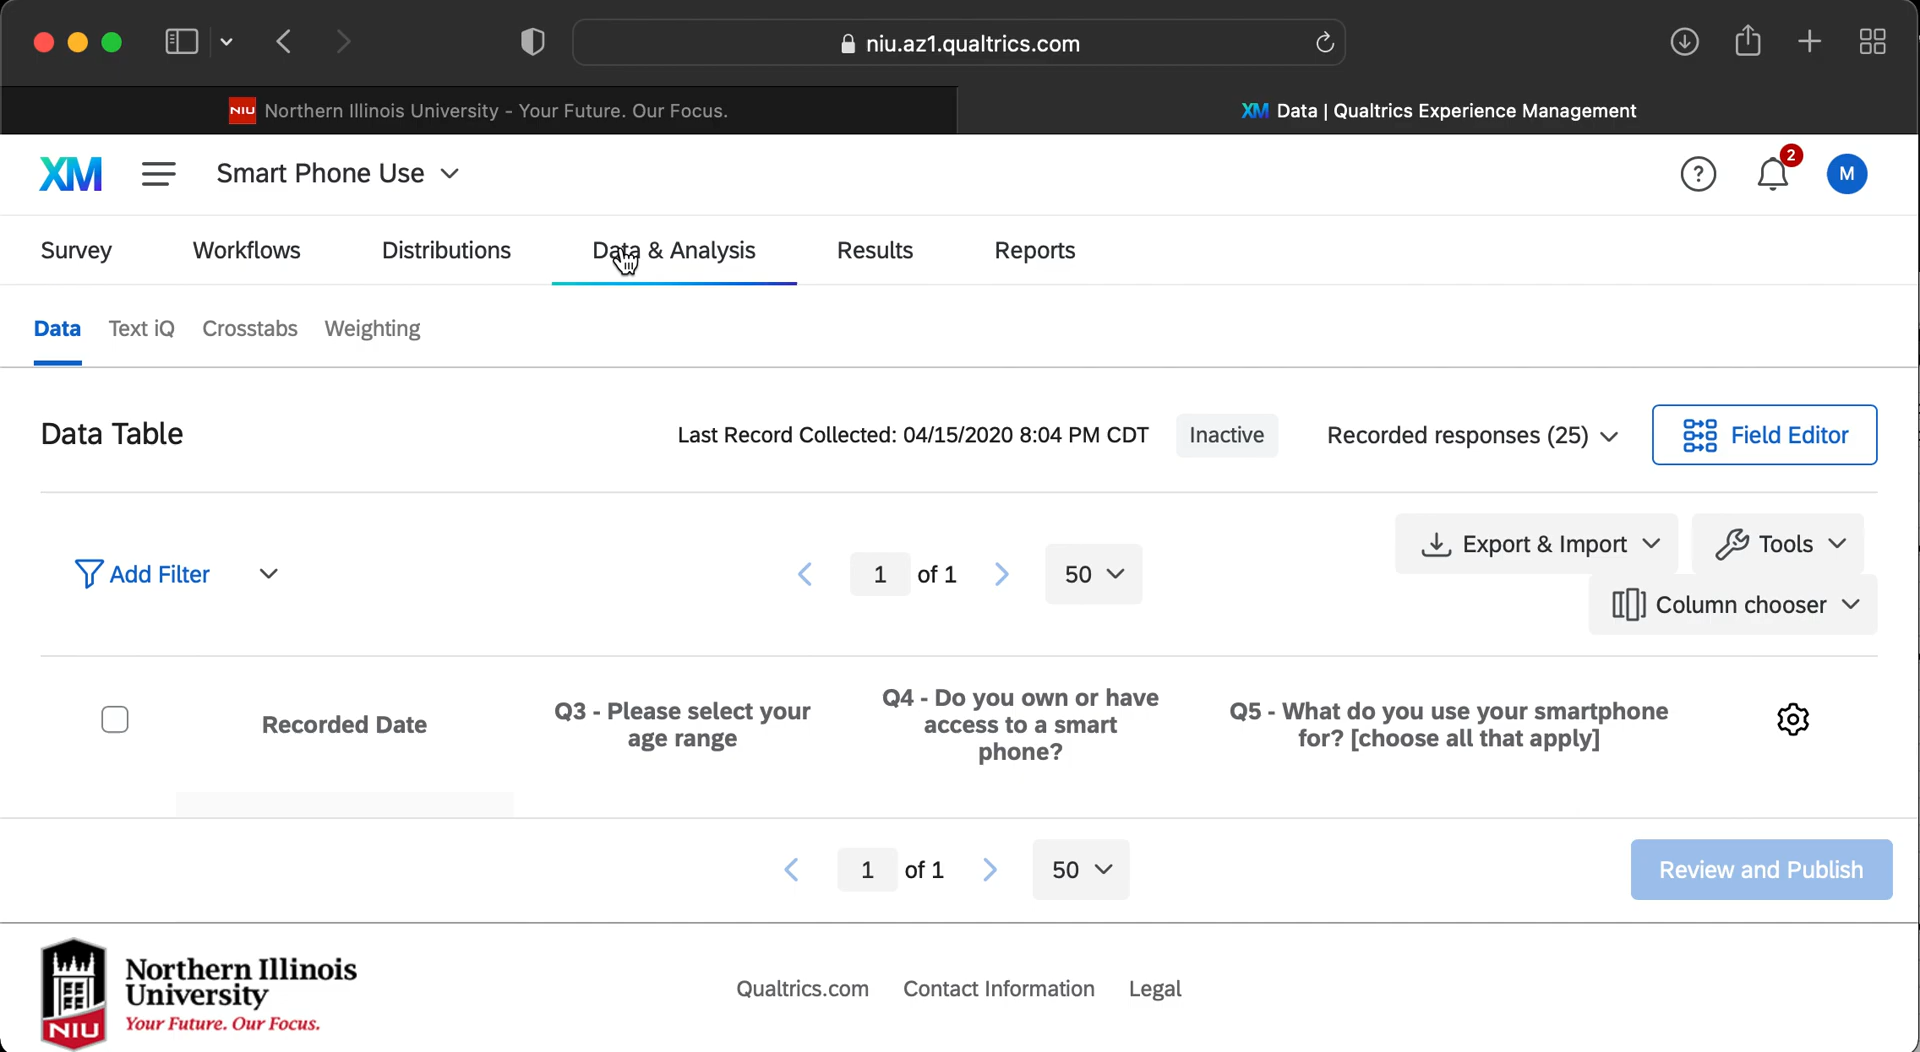 niu.az1.qualtrics.com
NIU Northern Illinois University - Your Future. Our Focus.
XM Data | Qualtrics Experience Management
XM Smart Phone Use
? 2 M
Survey Workflows Distributions Data & Analysis Results Reports
Data Text iQ Crosstabs Weighting
Data Table Last Record Collected: 04/15/2020 8:04 PM CDT Inactive Recorded responses (25) Field Editor
Export & Import Tools
Add Filter 1 of 1 50
Column chooser
Recorded Date
Q3 - Please select your
age range
Q4 - Do you own or have
access to a smart
phone?
Q5 - What do you use your smartphone
for? [choose all that apply]
1 of 1 50 Review and Publish
NIU
Northern Illinois
University
Your Future. Our Focus.
Qualtrics.com Contact Information Legal